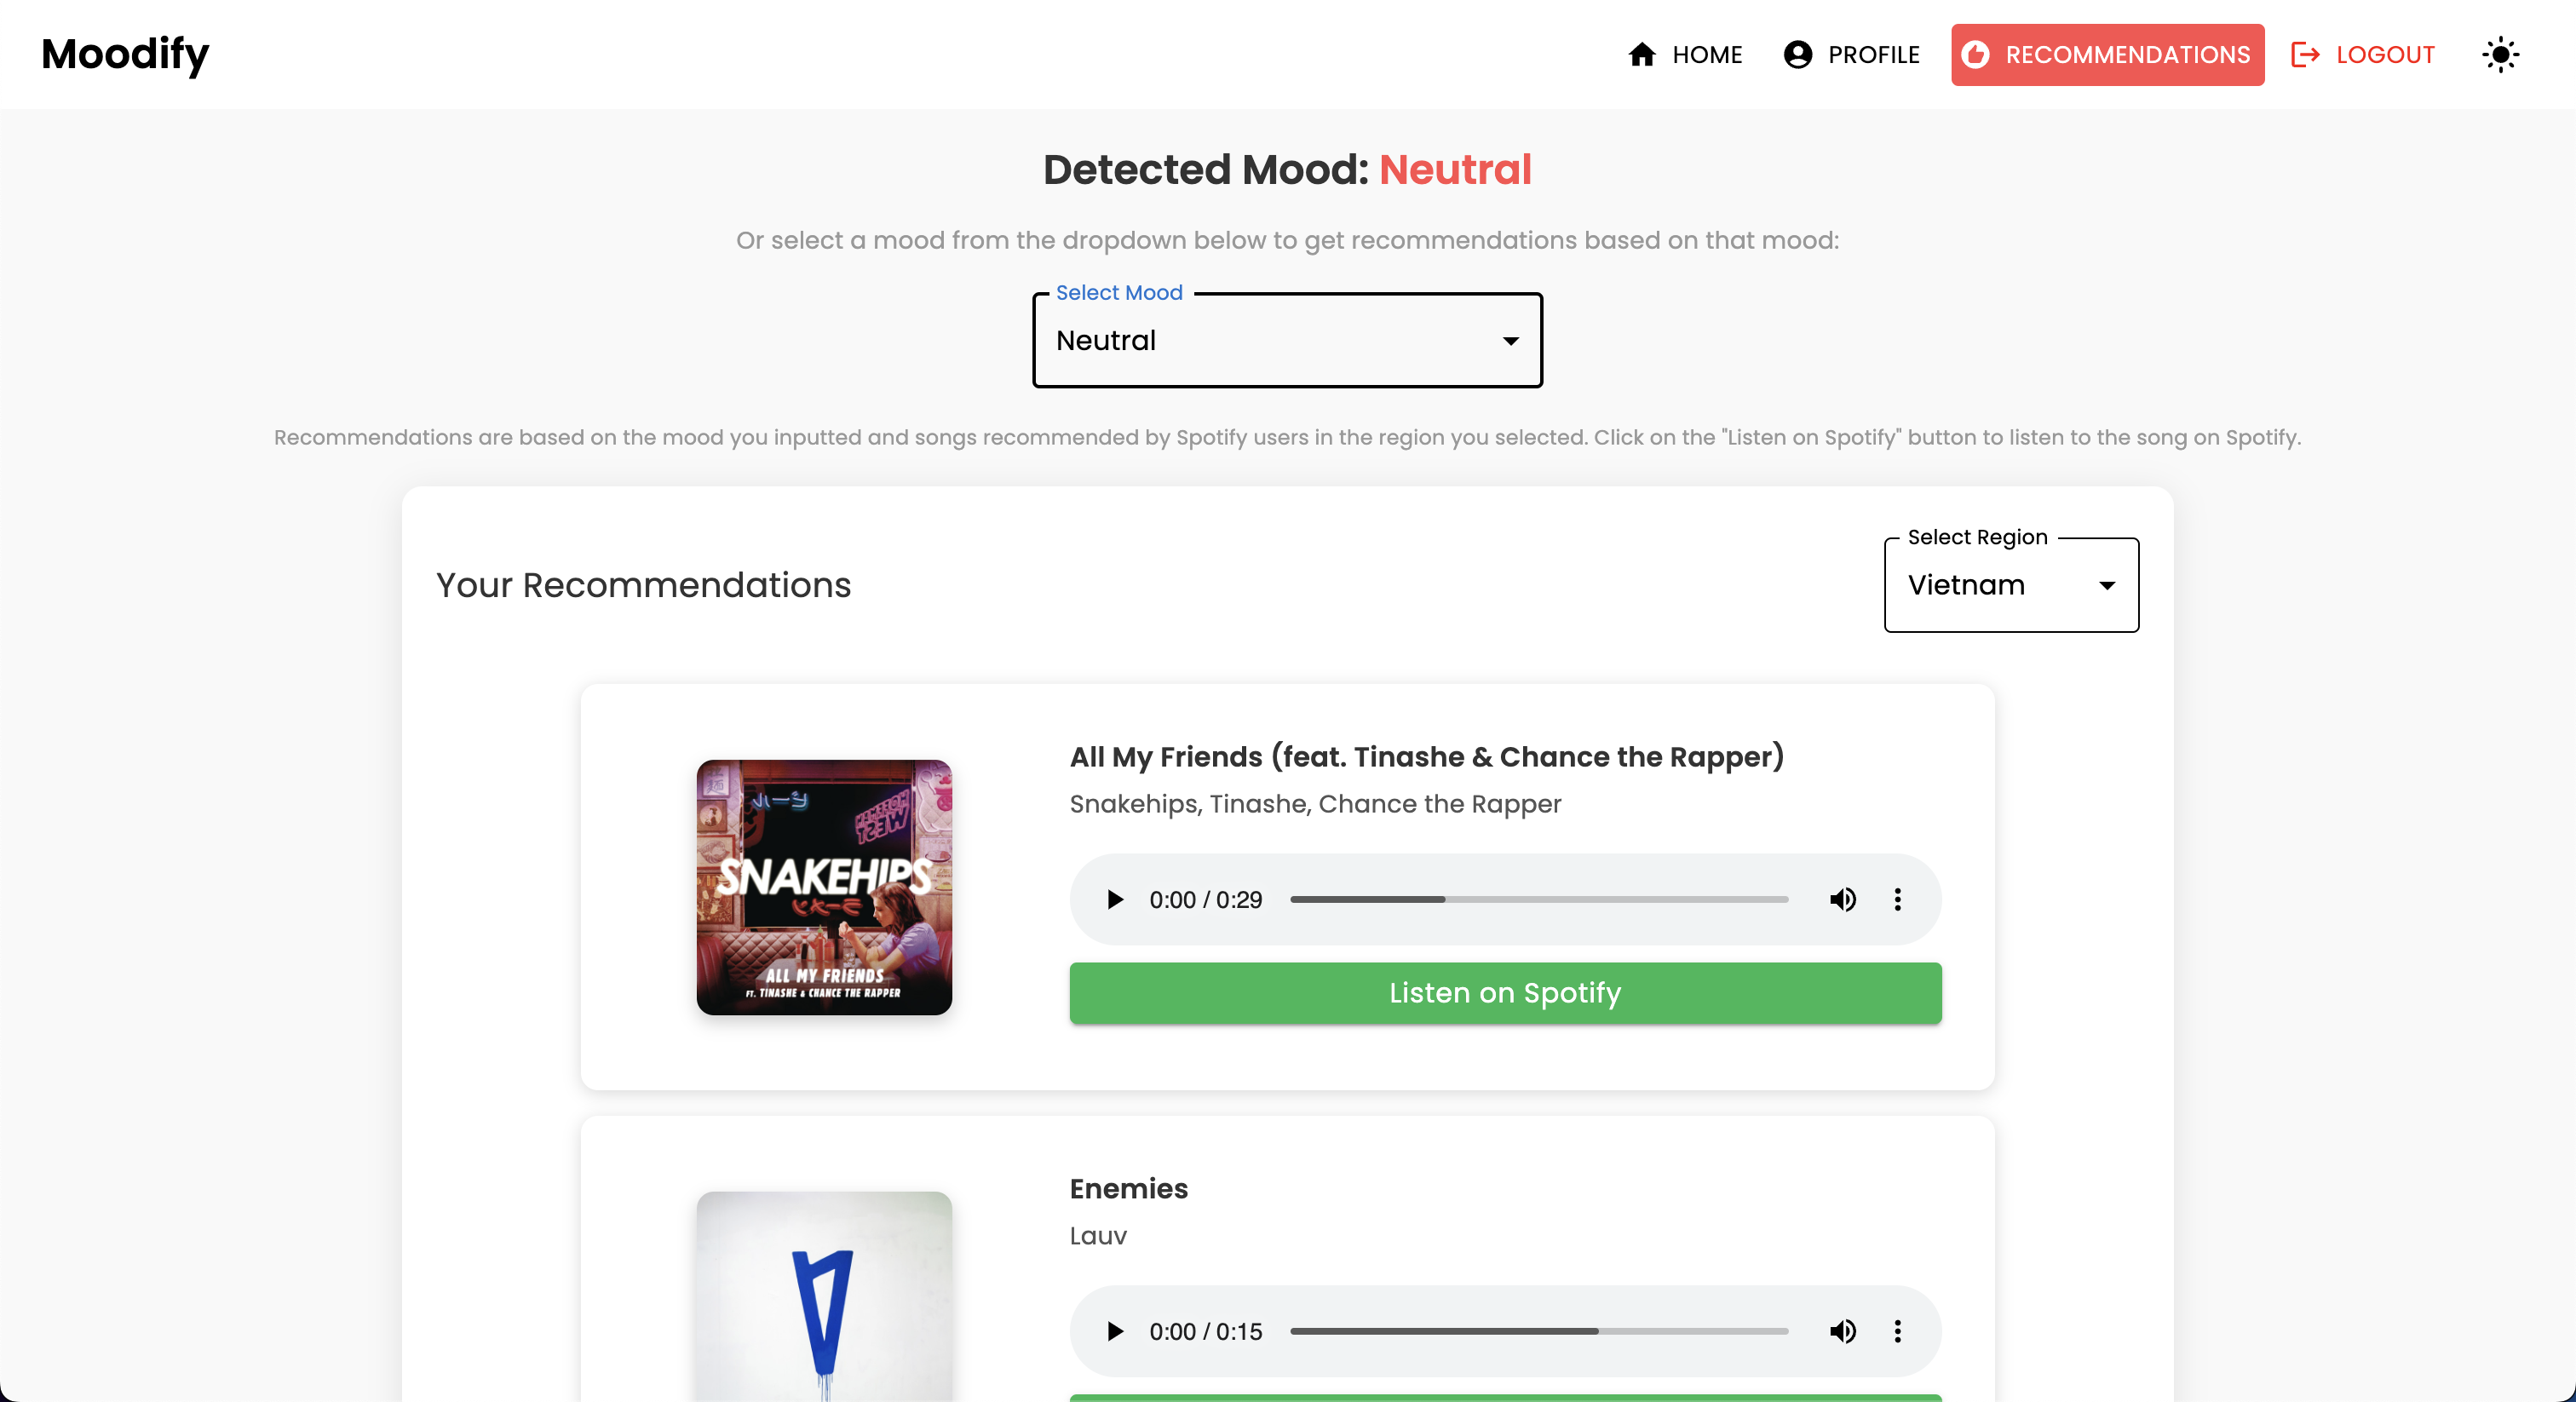 Moodify
HOME
PROFILE
RECOMMENDATIONS
LOGOUT
Detected Mood: Neutral
Or select a mood from the dropdown below to get recommendations based on that mood:
Select Mood
Neutral
Recommendations are based on the mood you inputted and songs recommended by Spotify users in the region you selected. Click on the "Listen on Spotify" button to listen to the song on Spotify.
Your Recommendations
Select Region
Vietnam
SNAKEHIPS
ALL MY FRIENDS
FT. TINASHE & CHANCE THE RAPPER
All My Friends (feat. Tinashe & Chance the Rapper)
Snakehips, Tinashe, Chance the Rapper
0:00 / 0:29
Listen on Spotify
Enemies
Lauv
0:00 / 0:15